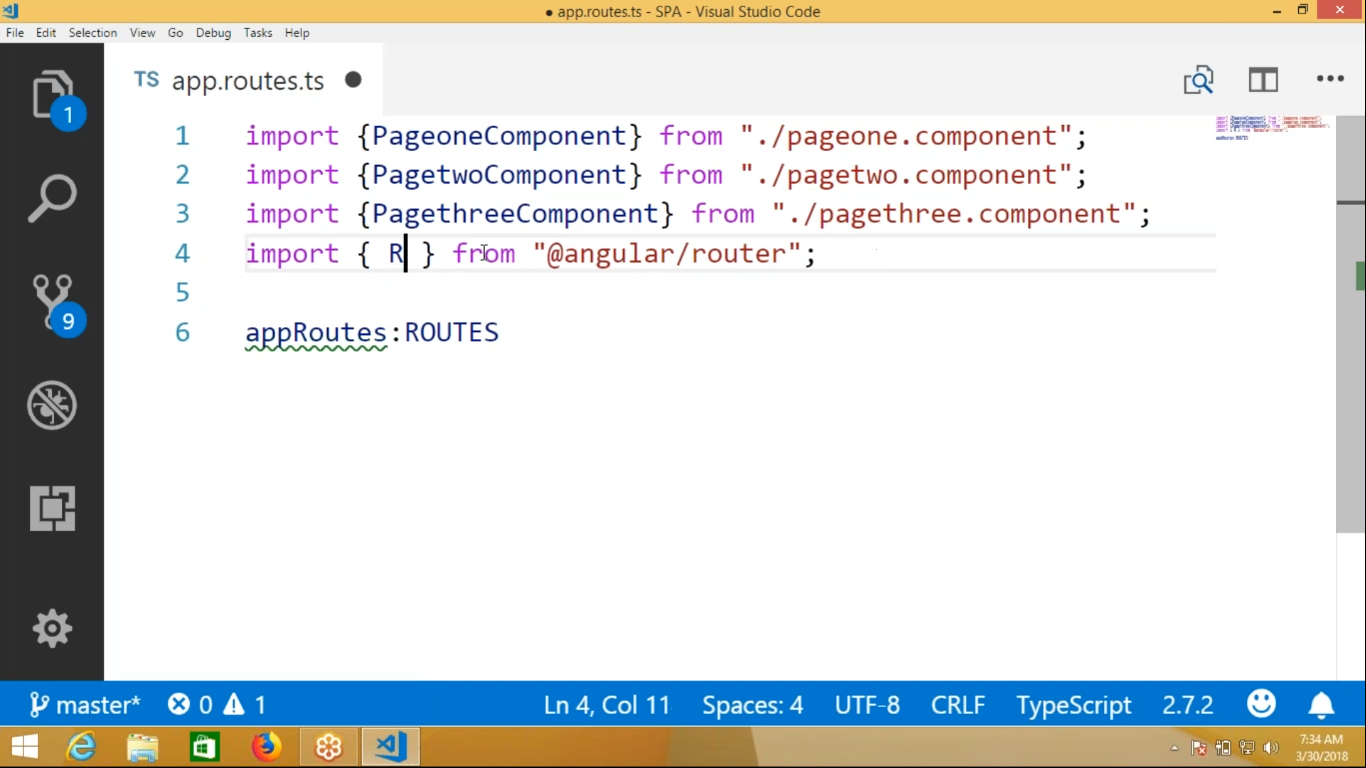 ● app.routes.ts - SPA - Visual Studio Code
File Edit Selection View Go Debug Tasks Help
TS app.routes.ts ●
1
1 import {PageoneComponent} from "./pageone.component";
2 import {PagetwoComponent} from "./pagetwo.component";
3 import {PagethreeComponent} from "./pagethree.component";
4 import { R } from "@angular/router";
5
6 appRoutes:ROUTES
9
master* 0 1 Ln 4, Col 11 Spaces: 4 UTF-8 CRLF TypeScript 2.7.2
7:34 AM
3/30/2018